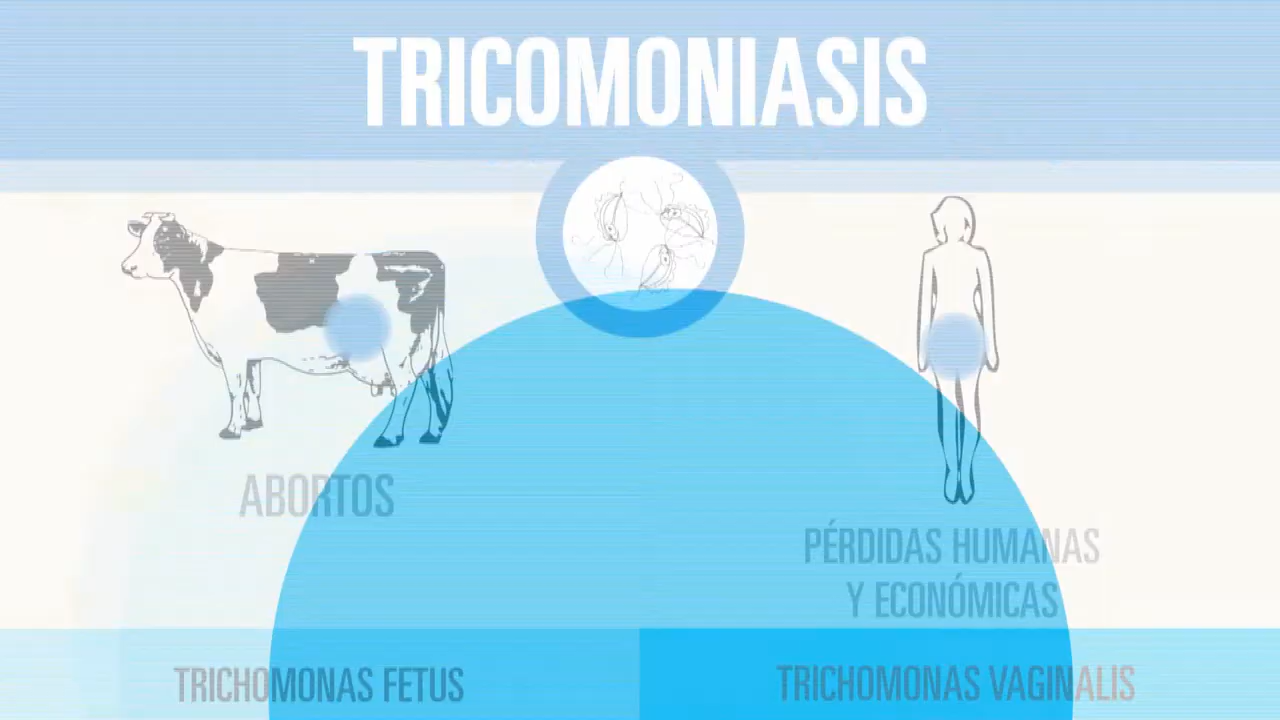 TRICOMONIASIS
ABORTOS
PÉRDIDAS HUMANAS
Y ECONÓMICAS
TRICHOMONAS FETUS
TRICHOMONAS VAGINALIS